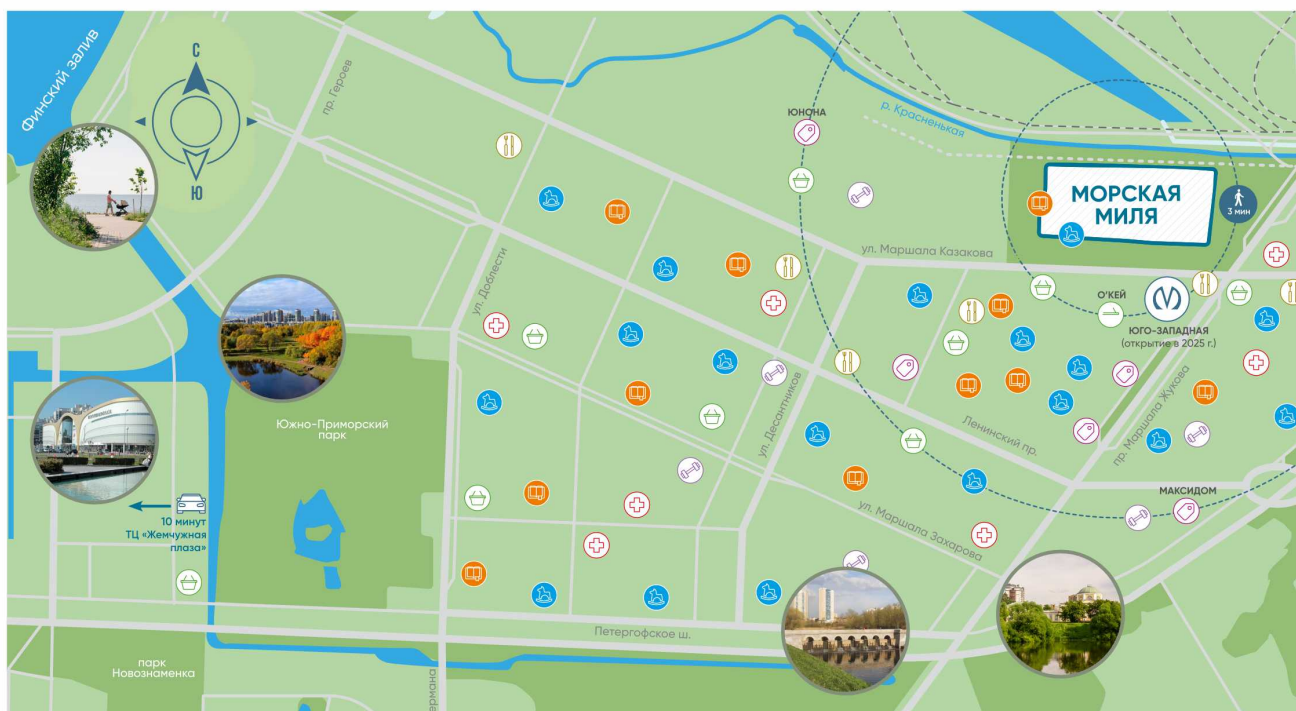 Финский залив
С
Ю
пр. Героев
ЮНОНА
р. Красненькая
МОРСКАЯ
МИЛЯ
3 мин
ул. Маршала Казакова
ул. Доблести
О'КЕЙ
ЮГО-ЗАПАДНАЯ
(открытие в 2025 г.)
Южно-Приморский
парк
ул. Десантников
Ленинский пр.
пр. Маршала Жукова
МАКСИДОМ
10 минут
ТЦ «Жемчужная
плаза»
ул. Маршала Захарова
Петергофское ш.
парк
Новознаменка
ермана